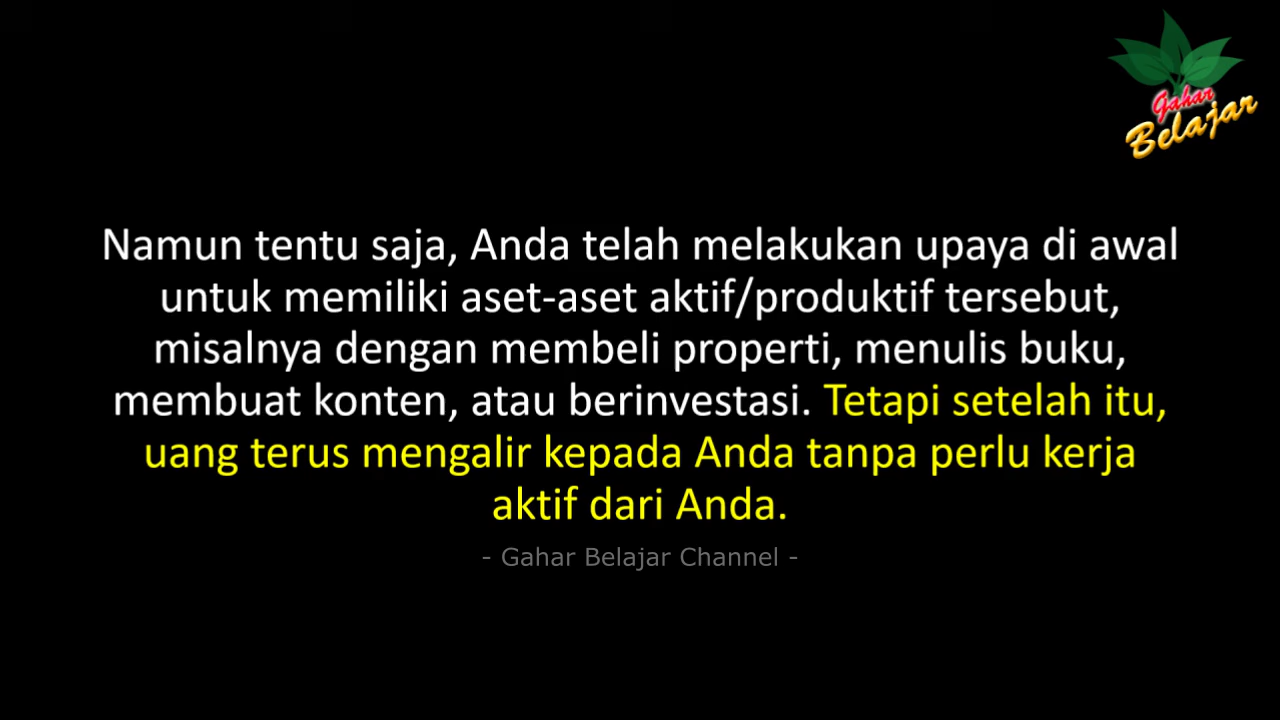 Gahar
Belajar
Namun tentu saja, Anda telah melakukan upaya di awal
untuk memiliki aset-aset aktif/produktif tersebut,
misalnya dengan membeli properti, menulis buku,
membuat konten, atau berinvestasi. Tetapi setelah itu,
uang terus mengalir kepada Anda tanpa perlu kerja
aktif dari Anda.
- Gahar Belajar Channel -